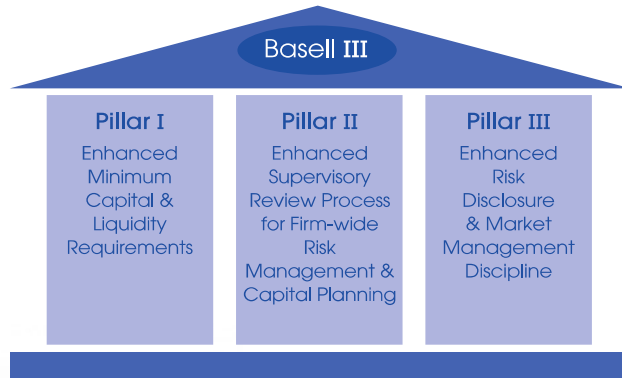 Basell III
Pillar I
Enhanced
Minimum
Capital &
Liquidity
Requirements
Pillar II
Enhanced
Supervisory
Review Process
for Firm-wide
Risk
Management &
Capital Planning
Pillar III
Enhanced
Risk
Disclosure
& Market
Management
Discipline